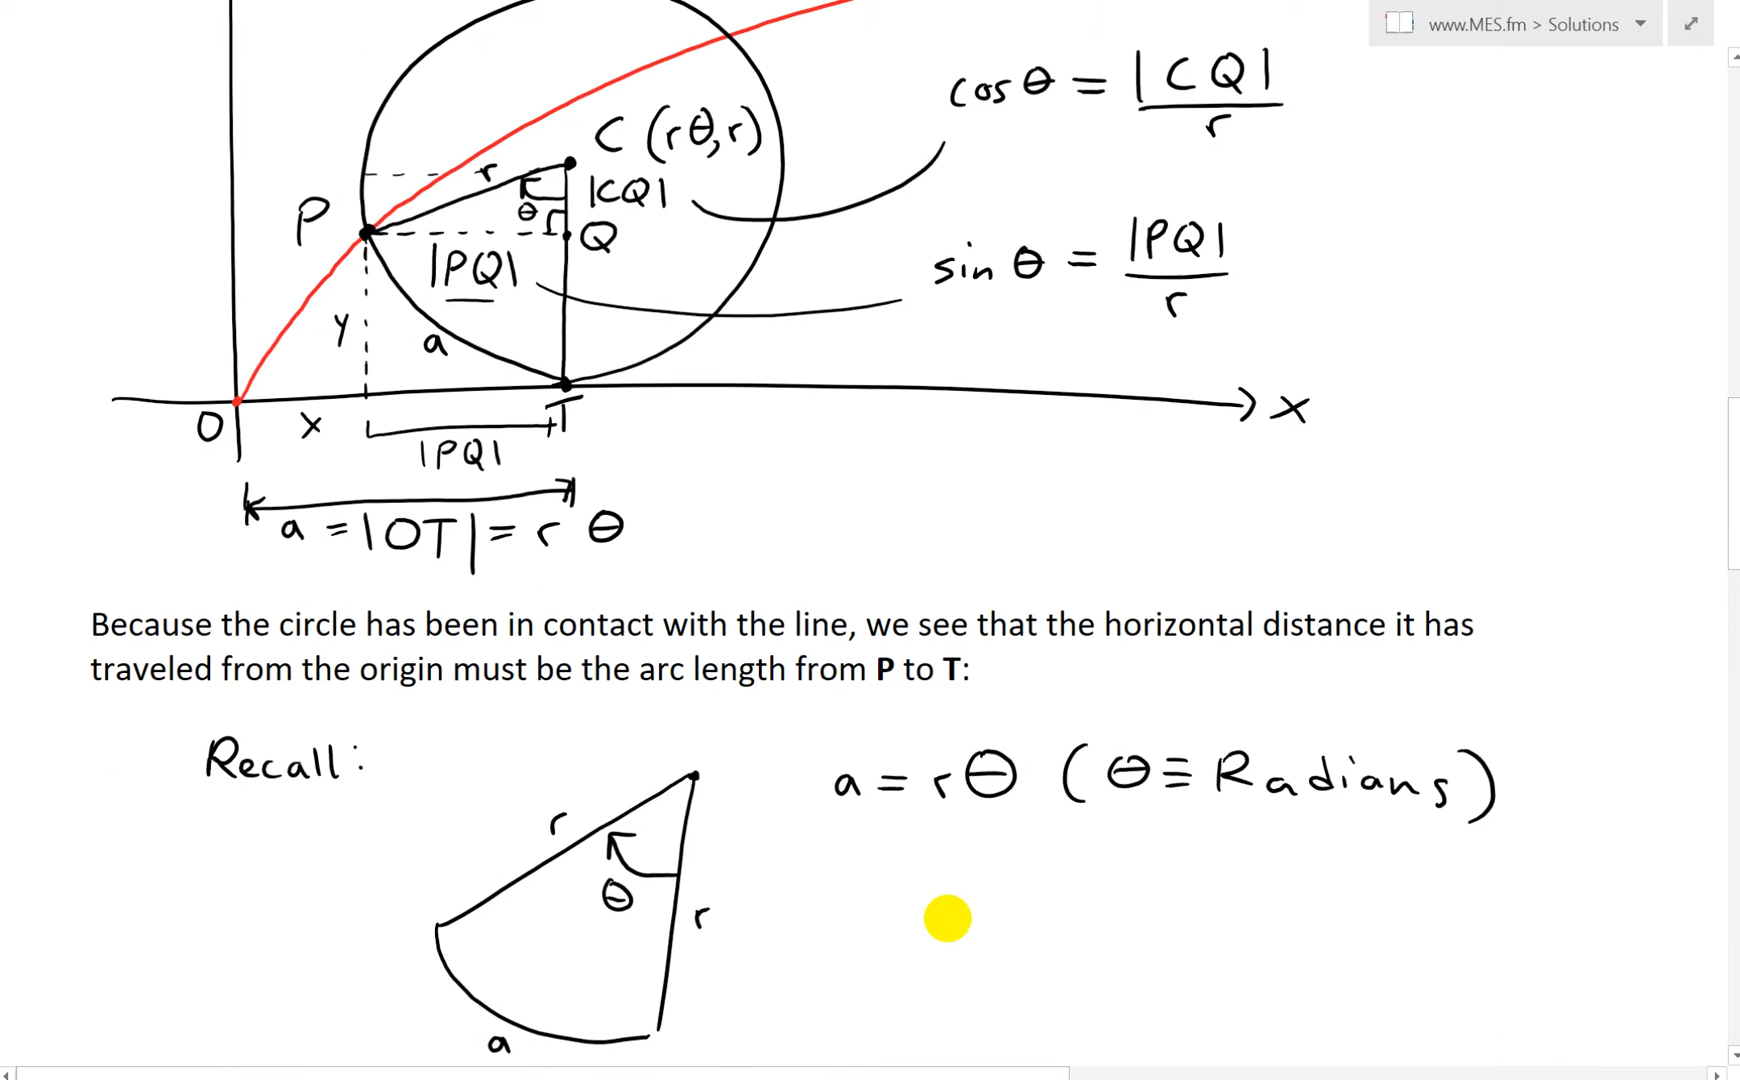 www.MES.fm > Solutions
cos θ = |CQ| / r
C (rθ, r)
r
|CQ|
θ
P
Q
|PQ|
sin θ = |PQ| / r
y
a
O
x
T
x
|PQ|
a = |OT| = r θ
Because the circle has been in contact with the line, we see that the horizontal distance it has
traveled from the origin must be the arc length from P to T:
Recall:
a = rθ (θ ≡ Radians)
r
θ
r
a